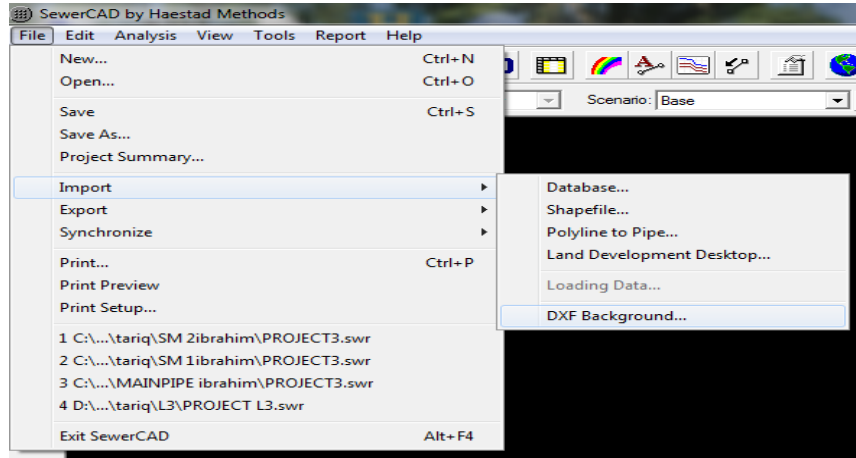 SewerCAD by Haestad Methods
File Edit Analysis View Tools Report Help
New... Ctrl+N
Open... Ctrl+O
Scenario: Base
Save Ctrl+S
Save As...
Project Summary...
Import
Database...
Export
Shapefile...
Synchronize
Polyline to Pipe...
Print... Ctrl+P
Land Development Desktop...
Print Preview
Loading Data...
Print Setup...
DXF Background...
1 C:\...\tariq\SM 2ibrahim\PROJECT3.swr
2 C:\...\tariq\SM 1ibrahim\PROJECT3.swr
3 C:\...\MAINPIPE ibrahim\PROJECT3.swr
4 D:\...\tariq\L3\PROJECT L3.swr
Exit SewerCAD Alt+F4